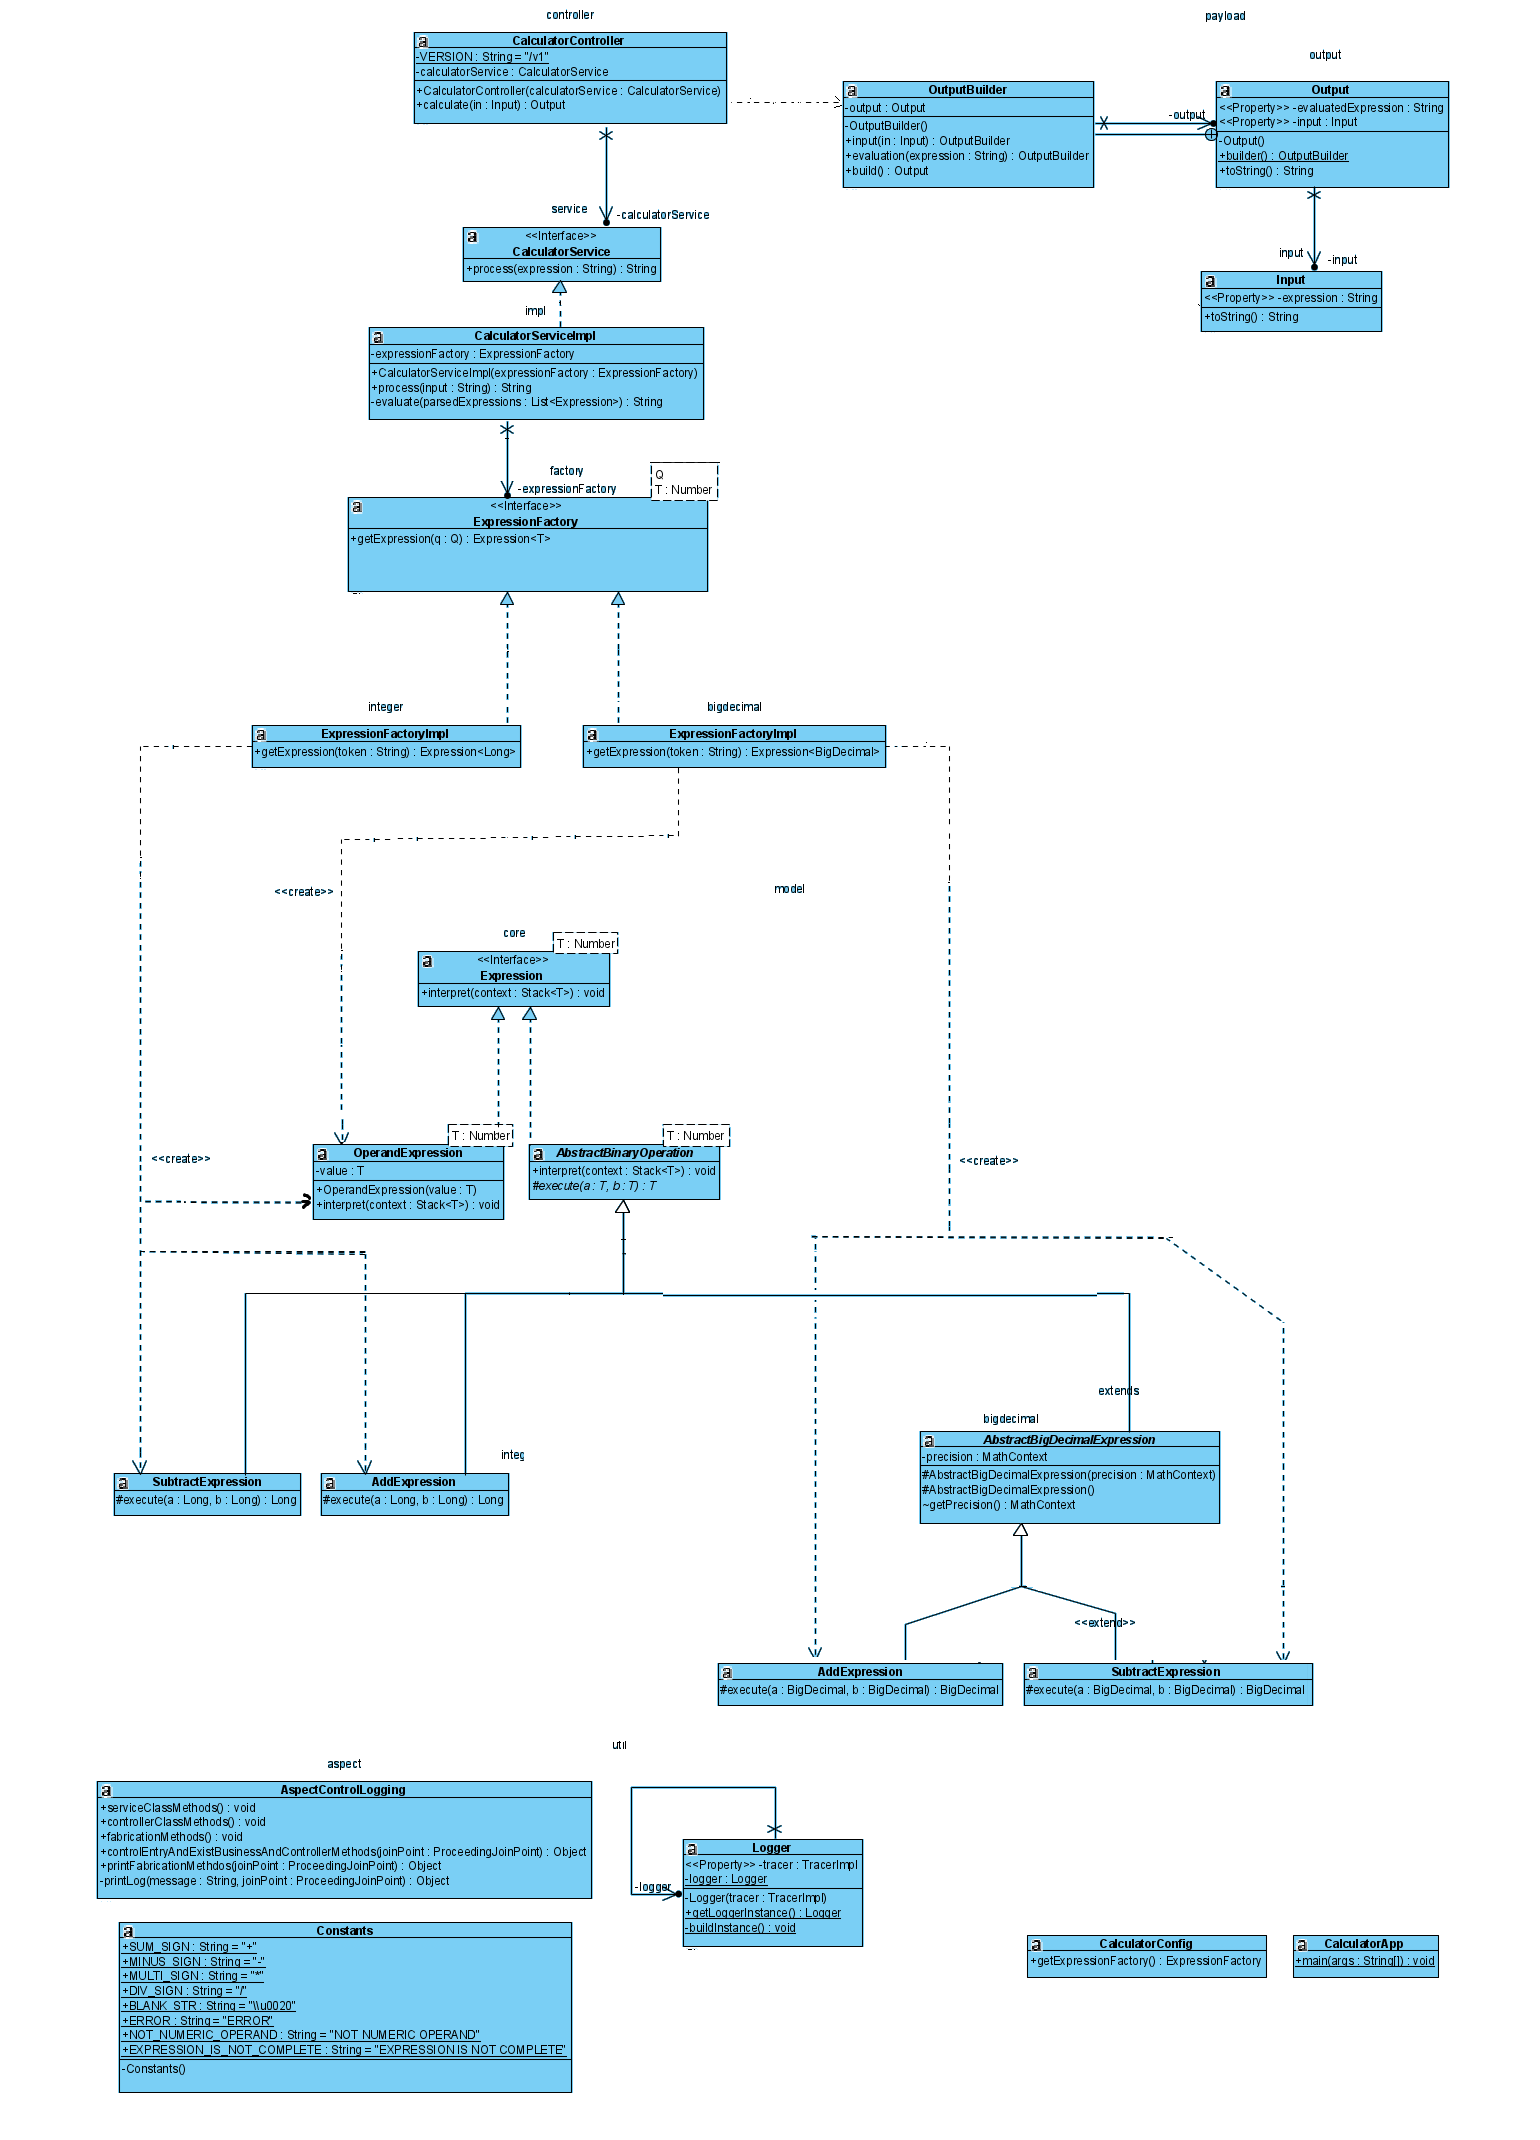 controller
payload
output
CalculatorController
-VERSION : String = "/v1"
-calculatorService : CalculatorService
+CalculatorController(calculatorService : CalculatorService)
+calculate(in : Input) : Output
OutputBuilder
-output : Output
-OutputBuilder()
+input(in : Input) : OutputBuilder
+evaluation(expression : String) : OutputBuilder
+build() : Output
-output
Output
<<Property>> -evaluatedExpression : String
<<Property>> -input : Input
-Output()
+builder() : OutputBuilder
+toString() : String
service
-calculatorService
<<Interface>>
CalculatorService
+process(expression : String) : String
input
-input
Input
<<Property>> -expression : String
+toString() : String
impl
CalculatorServiceImpl
-expressionFactory : ExpressionFactory
+CalculatorServiceImpl(expressionFactory : ExpressionFactory)
+process(input : String) : String
-evaluate(parsedExpressions : List<Expression>) : String
factory
-expressionFactory
Q
T : Number
<<Interface>>
ExpressionFactory
+getExpression(q : Q) : Expression<T>
integer
bigdecimal
ExpressionFactoryImpl
+getExpression(token : String) : Expression<Long>
ExpressionFactoryImpl
+getExpression(token : String) : Expression<BigDecimal>
<<create>>
model
core
T : Number
<<Interface>>
Expression
+interpret(context : Stack<T>) : void
<<create>>
T : Number
OperandExpression
-value : T
+OperandExpression(value : T)
+interpret(context : Stack<T>) : void
T : Number
AbstractBinaryOperation
+interpret(context : Stack<T>) : void
#execute(a : T, b : T) : T
<<create>>
extends
bigdecimal
integ
SubtractExpression
#execute(a : Long, b : Long) : Long
AddExpression
#execute(a : Long, b : Long) : Long
AbstractBigDecimalExpression
-precision : MathContext
#AbstractBigDecimalExpression(precision : MathContext)
#AbstractBigDecimalExpression()
~getPrecision() : MathContext
<<extend>>
AddExpression
#execute(a : BigDecimal, b : BigDecimal) : BigDecimal
SubtractExpression
#execute(a : BigDecimal, b : BigDecimal) : BigDecimal
util
aspect
AspectControlLogging
+serviceClassMethods() : void
+controllerClassMethods() : void
+fabricationMethods() : void
+controlEntryAndExistBusinessAndControllerMethods(joinPoint : ProceedingJoinPoint) : Object
+printFabricationMethdos(joinPoint : ProceedingJoinPoint) : Object
-printLog(message : String, joinPoint : ProceedingJoinPoint) : Object
-logger
Logger
<<Property>> -tracer : TracerImpl
-logger : Logger
-Logger(tracer : TracerImpl)
+getLoggerInstance() : Logger
-buildInstance() : void
Constants
+SUM_SIGN : String = "+"
+MINUS_SIGN : String = "-"
+MULTI_SIGN : String = "*"
+DIV_SIGN : String = "/"
+BLANK_STR : String = "\\u0020"
+ERROR : String = "ERROR"
+NOT_NUMERIC_OPERAND : String = "NOT NUMERIC OPERAND"
+EXPRESSION_IS_NOT_COMPLETE : String = "EXPRESSION IS NOT COMPLETE"
-Constants()
CalculatorConfig
+getExpressionFactory() : ExpressionFactory
CalculatorApp
+main(args : String[]) : void